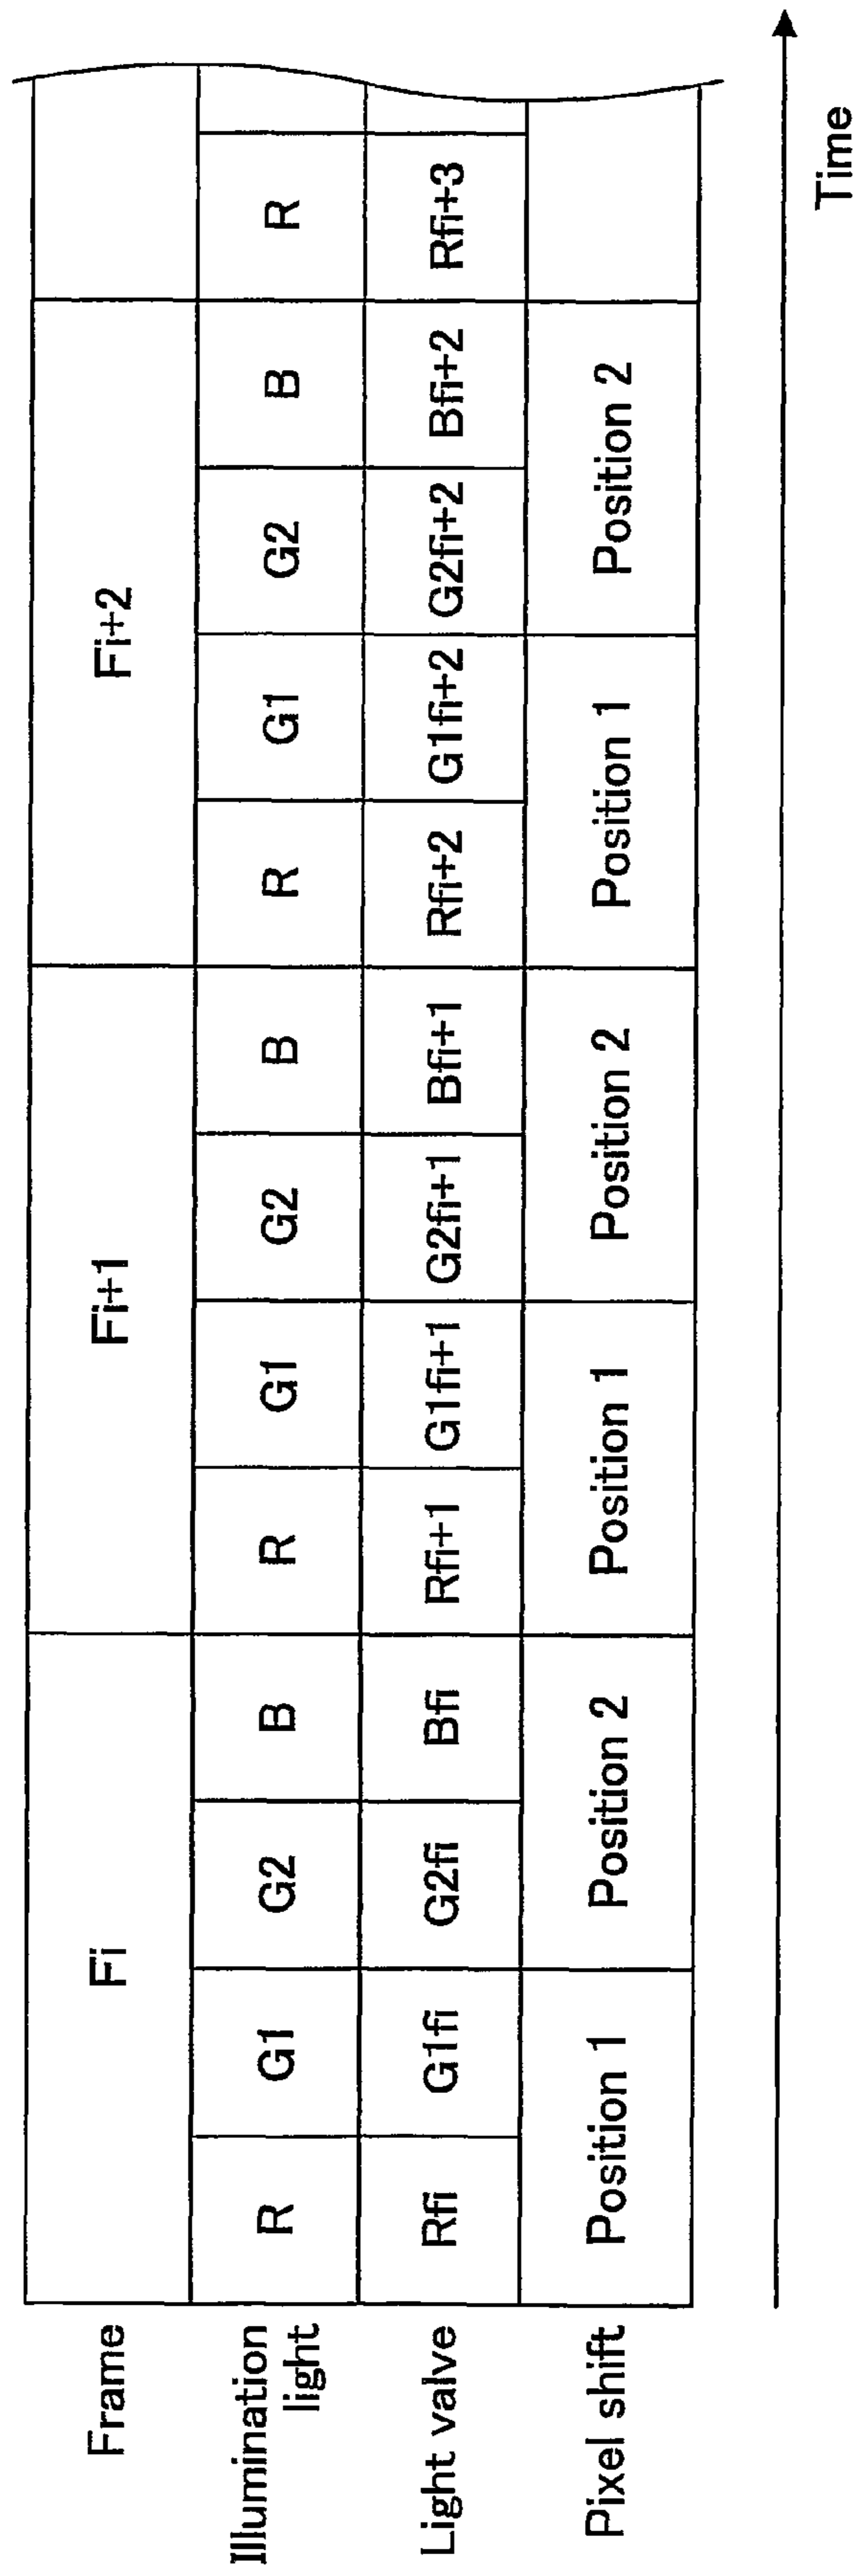 Frame
Fi
Fi+1
Fi+2
Illumination
light
R
G1
G2
B
R
G1
G2
B
R
G1
G2
B
R
Light valve
Rfi
G1fi
G2fi
Bfi
Rfi+1
G1fi+1
G2fi+1
Bfi+1
Rfi+2
G1fi+2
G2fi+2
Bfi+2
Rfi+3
Pixel shift
Position 1
Position 2
Position 1
Position 2
Position 1
Position 2
Time